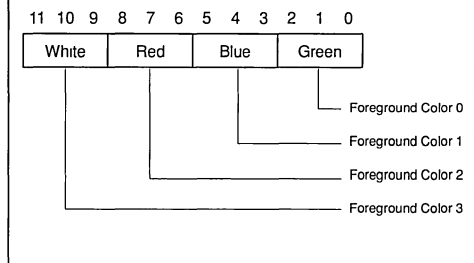 11 10 9 8 7 6 5 4 3 2 1 0
White Red Blue Green
Foreground Color 0
Foreground Color 1
Foreground Color 2
Foreground Color 3